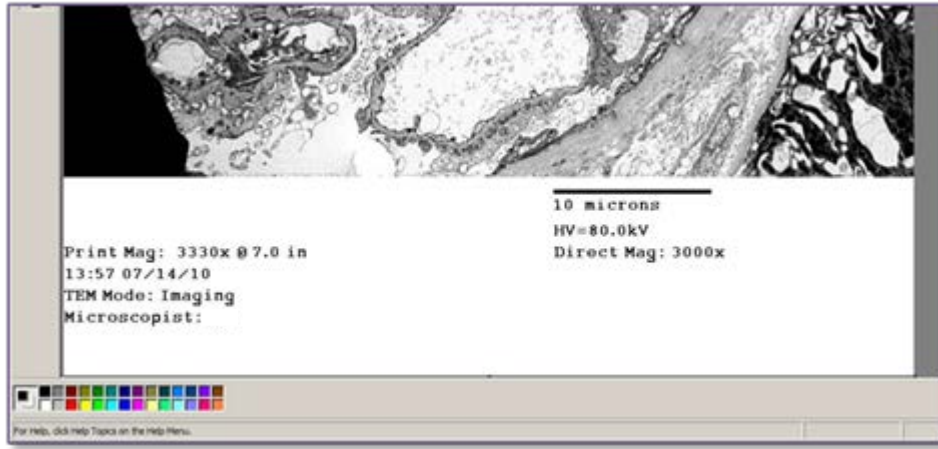 10 microns
HV=80.0kV
Print Mag: 3330x @ 7.0 in
Direct Mag: 3000x
13:57 07/14/10
TEM Mode: Imaging
Microscopist:
For Help, click Help Topics on the Help Menu.